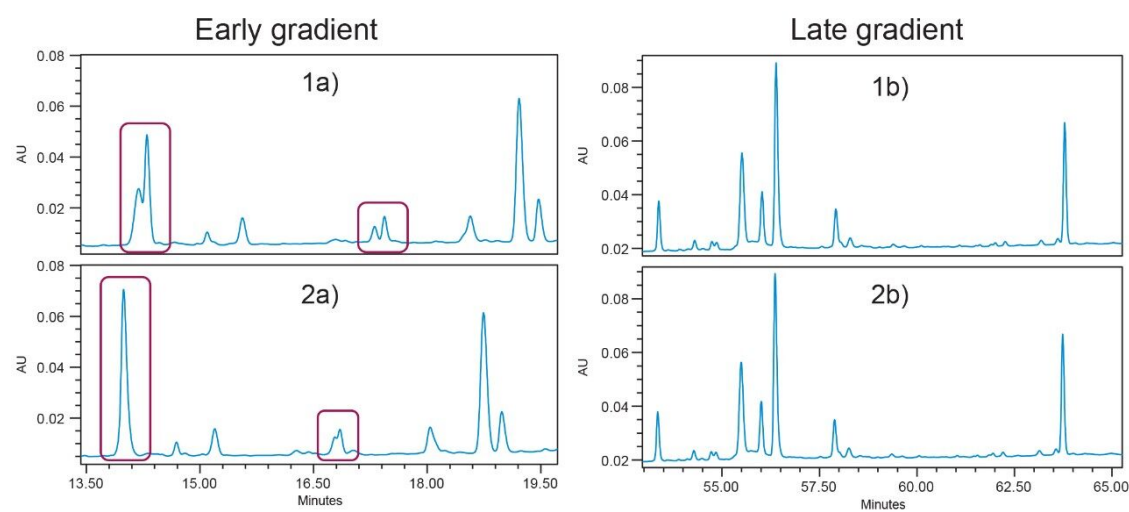 Early gradient
Late gradient
1a)
0.08
0.06
0.04
0.02
AU
1b)
0.08
0.06
0.04
0.02
AU
2a)
0.08
0.06
0.04
0.02
AU
13.50 15.00 16.50 18.00 19.50
Minutes
2b)
0.08
0.06
0.04
0.02
AU
55.00 57.50 60.00 62.50 65.00
Minutes